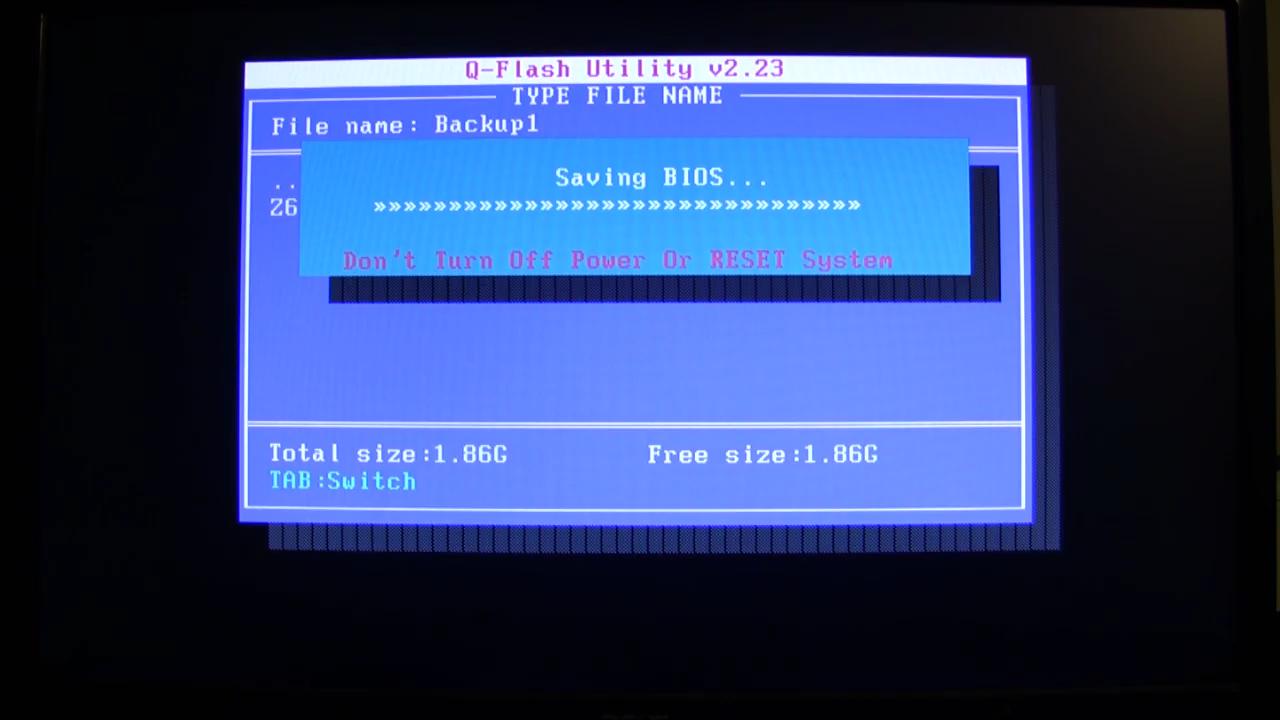 Q-Flash Utility v2.23
TYPE FILE NAME
File name: Backup1
Saving BIOS...
..
Z6
»»»»»»»»»»»»»»»»»»»»»»»»»»»»»»»»
Don't Turn Off Power Or RESET System
Total size:1.86G Free size:1.86G
TAB:Switch